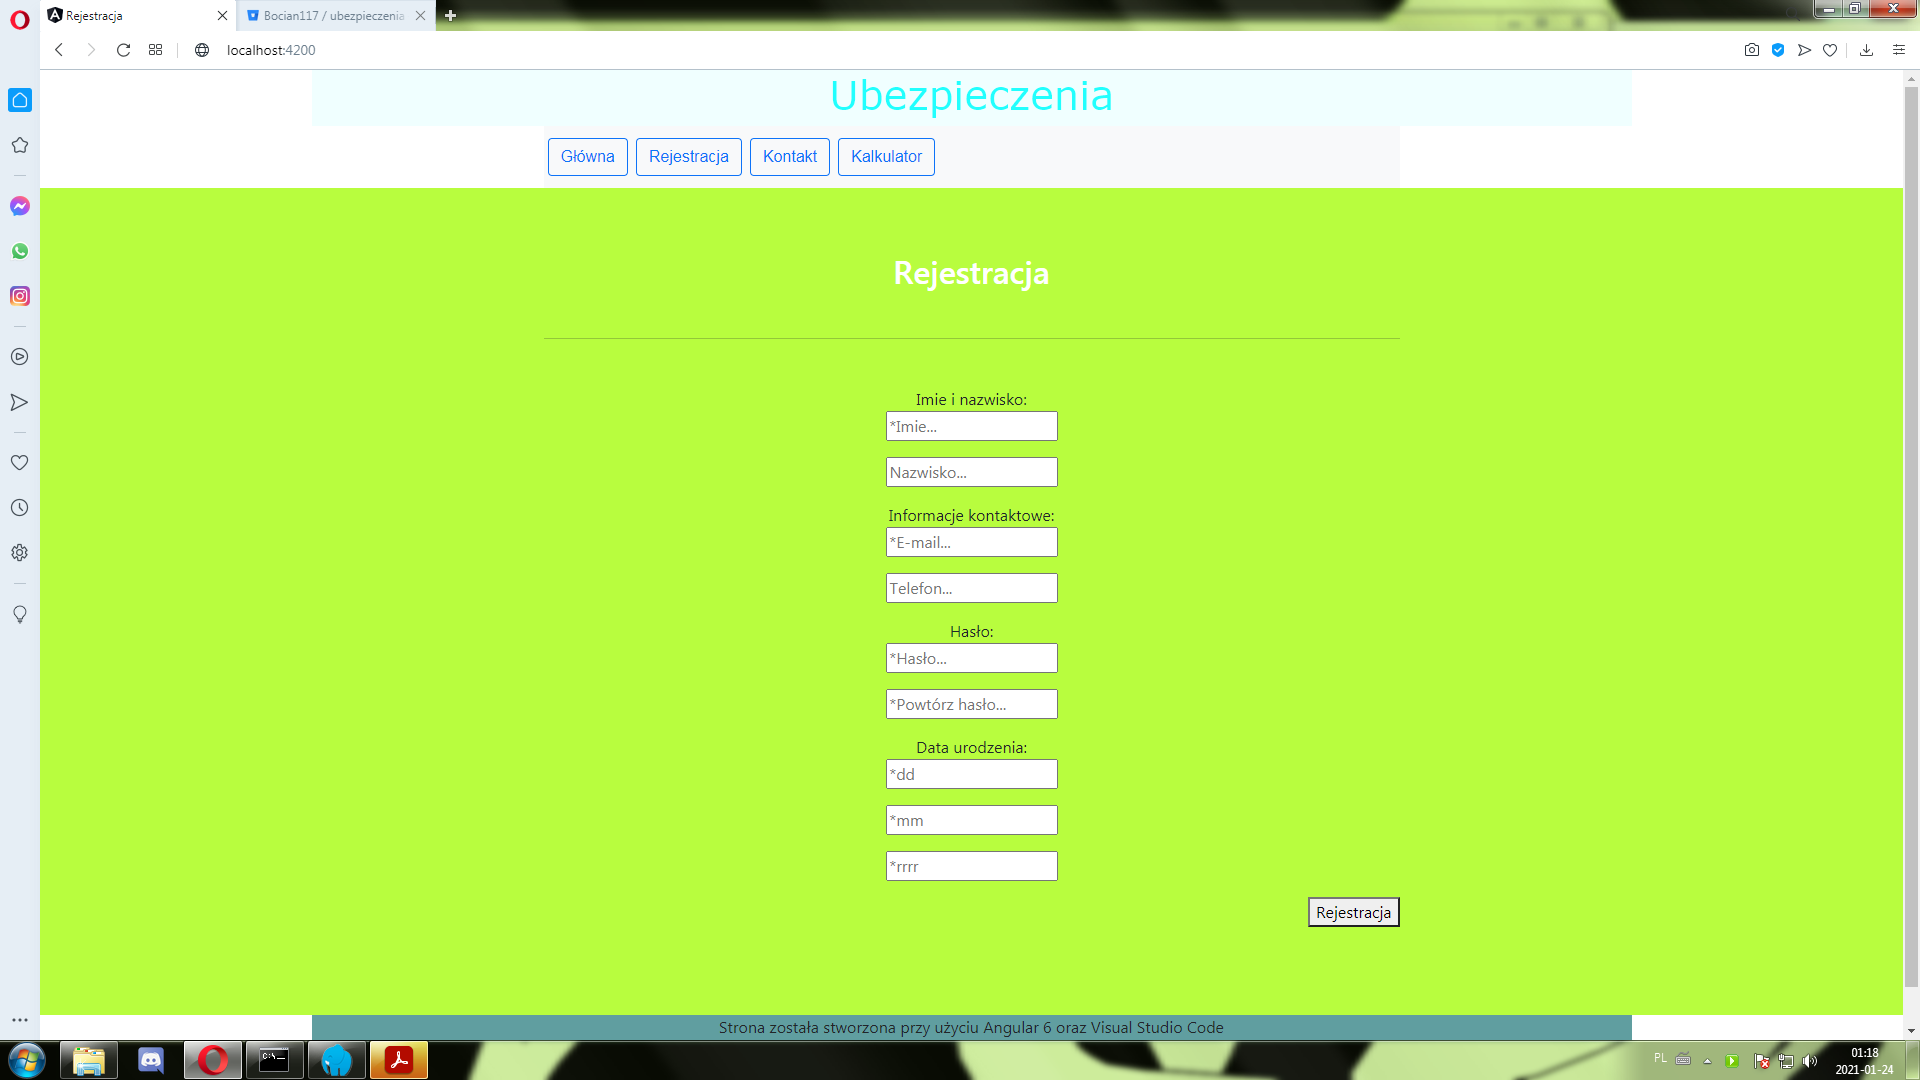 Rejestracja
Bocian117 / ubezpieczenia
localhost:4200
Ubezpieczenia
Główna Rejestracja Kontakt Kalkulator
Rejestracja
Imie i nazwisko:
*Imie...
Nazwisko...
Informacje kontaktowe:
*E-mail...
Telefon...
Hasło:
*Hasło...
*Powtórz hasło...
Data urodzenia:
*dd
*mm
*rrrr
Rejestracja
Strona została stworzona przy użyciu Angular 6 oraz Visual Studio Code
PL
01:18
2021-01-24